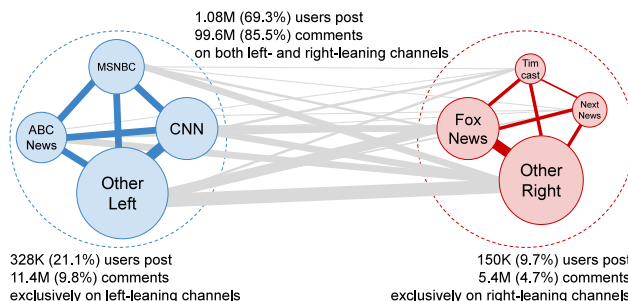 1.08M (69.3%) users post
99.6M (85.5%) comments
on both left- and right-leaning channels
MSNBC
ABC
News
CNN
Other
Left
Tim
cast
Next
News
Fox
News
Other
Right
328K (21.1%) users post
11.4M (9.8%) comments
exclusively on left-leaning channels
150K (9.7%) users post
5.4M (4.7%) comments
exclusively on right-leaning channels